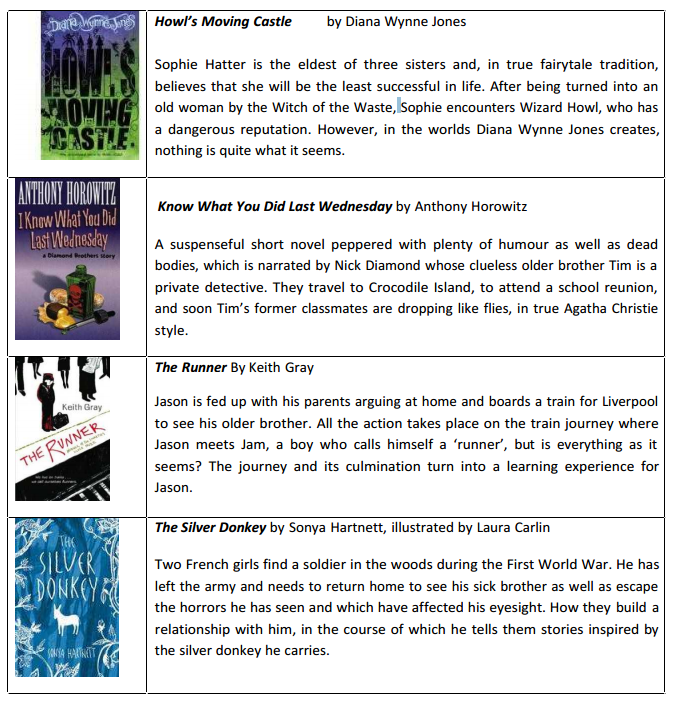 Diana Wynne Jones
HOWL'S
MOVING
CASTLE
Howl's Moving Castle by Diana Wynne Jones
Sophie Hatter is the eldest of three sisters and, in true fairytale tradition,
believes that she will be the least successful in life. After being turned into an
old woman by the Witch of the Waste, Sophie encounters Wizard Howl, who has
a dangerous reputation. However, in the worlds Diana Wynne Jones creates,
nothing is quite what it seems.
ANTHONY HOROWITZ
I Know What You Did
Last Wednesday
a Diamond Brothers story
Know What You Did Last Wednesday by Anthony Horowitz
A suspenseful short novel peppered with plenty of humour as well as dead
bodies, which is narrated by Nick Diamond whose clueless older brother Tim is a
private detective. They travel to Crocodile Island, to attend a school reunion,
and soon Tim's former classmates are dropping like flies, in true Agatha Christie
style.
Keith Gray
THE RUNNER
The Runner By Keith Gray
Jason is fed up with his parents arguing at home and boards a train for Liverpool
to see his older brother. All the action takes place on the train journey where
Jason meets Jam, a boy who calls himself a ‘runner’, but is everything as it
seems? The journey and its culmination turn into a learning experience for
Jason.
THE
SILVER
DONKEY
SONYA HARTNETT
The Silver Donkey by Sonya Hartnett, illustrated by Laura Carlin
Two French girls find a soldier in the woods during the First World War. He has
left the army and needs to return home to see his sick brother as well as escape
the horrors he has seen and which have affected his eyesight. How they build a
relationship with him, in the course of which he tells them stories inspired by
the silver donkey he carries.